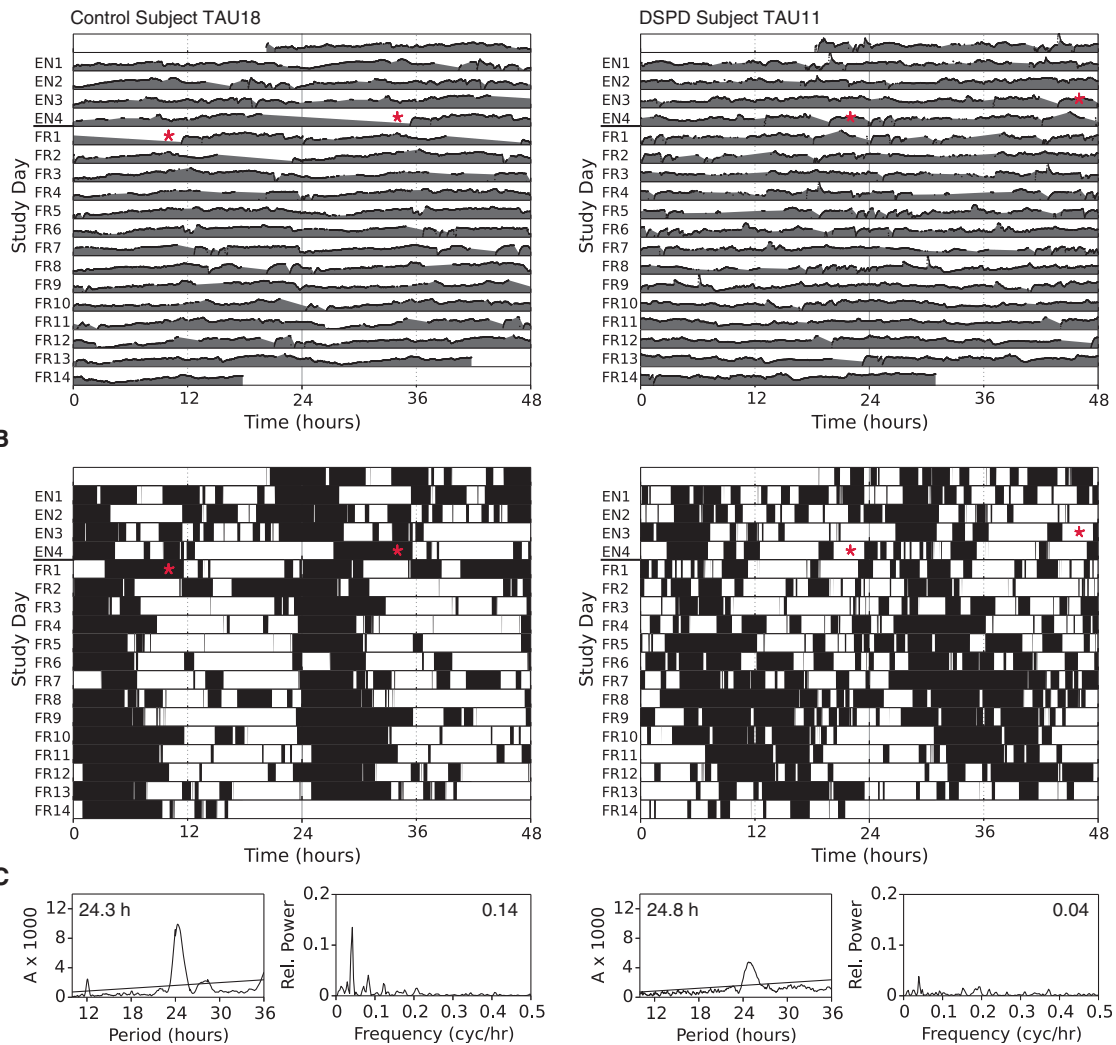 Control Subject TAU18
DSPD Subject TAU11
Study Day
EN1
EN2
EN3
EN4
FR1
FR2
FR3
FR4
FR5
FR6
FR7
FR8
FR9
FR10
FR11
FR12
FR13
FR14
0 12 24 36 48
Time (hours)
Study Day
EN1
EN2
EN3
EN4
FR1
FR2
FR3
FR4
FR5
FR6
FR7
FR8
FR9
FR10
FR11
FR12
FR13
FR14
0 12 24 36 48
Time (hours)
B
Study Day
EN1
EN2
EN3
EN4
FR1
FR2
FR3
FR4
FR5
FR6
FR7
FR8
FR9
FR10
FR11
FR12
FR13
FR14
0 12 24 36 48
Time (hours)
Study Day
EN1
EN2
EN3
EN4
FR1
FR2
FR3
FR4
FR5
FR6
FR7
FR8
FR9
FR10
FR11
FR12
FR13
FR14
0 12 24 36 48
Time (hours)
C
A x 1000
12
8
4
0
24.3 h
12 24 36
Period (hours)
Rel. Power
0.2
0.1
0
0.14
0 0.1 0.2 0.3 0.4 0.5
Frequency (cyc/hr)
A x 1000
12
8
4
0
24.8 h
12 24 36
Period (hours)
Rel. Power
0.2
0.1
0
0.04
0 0.1 0.2 0.3 0.4 0.5
Frequency (cyc/hr)